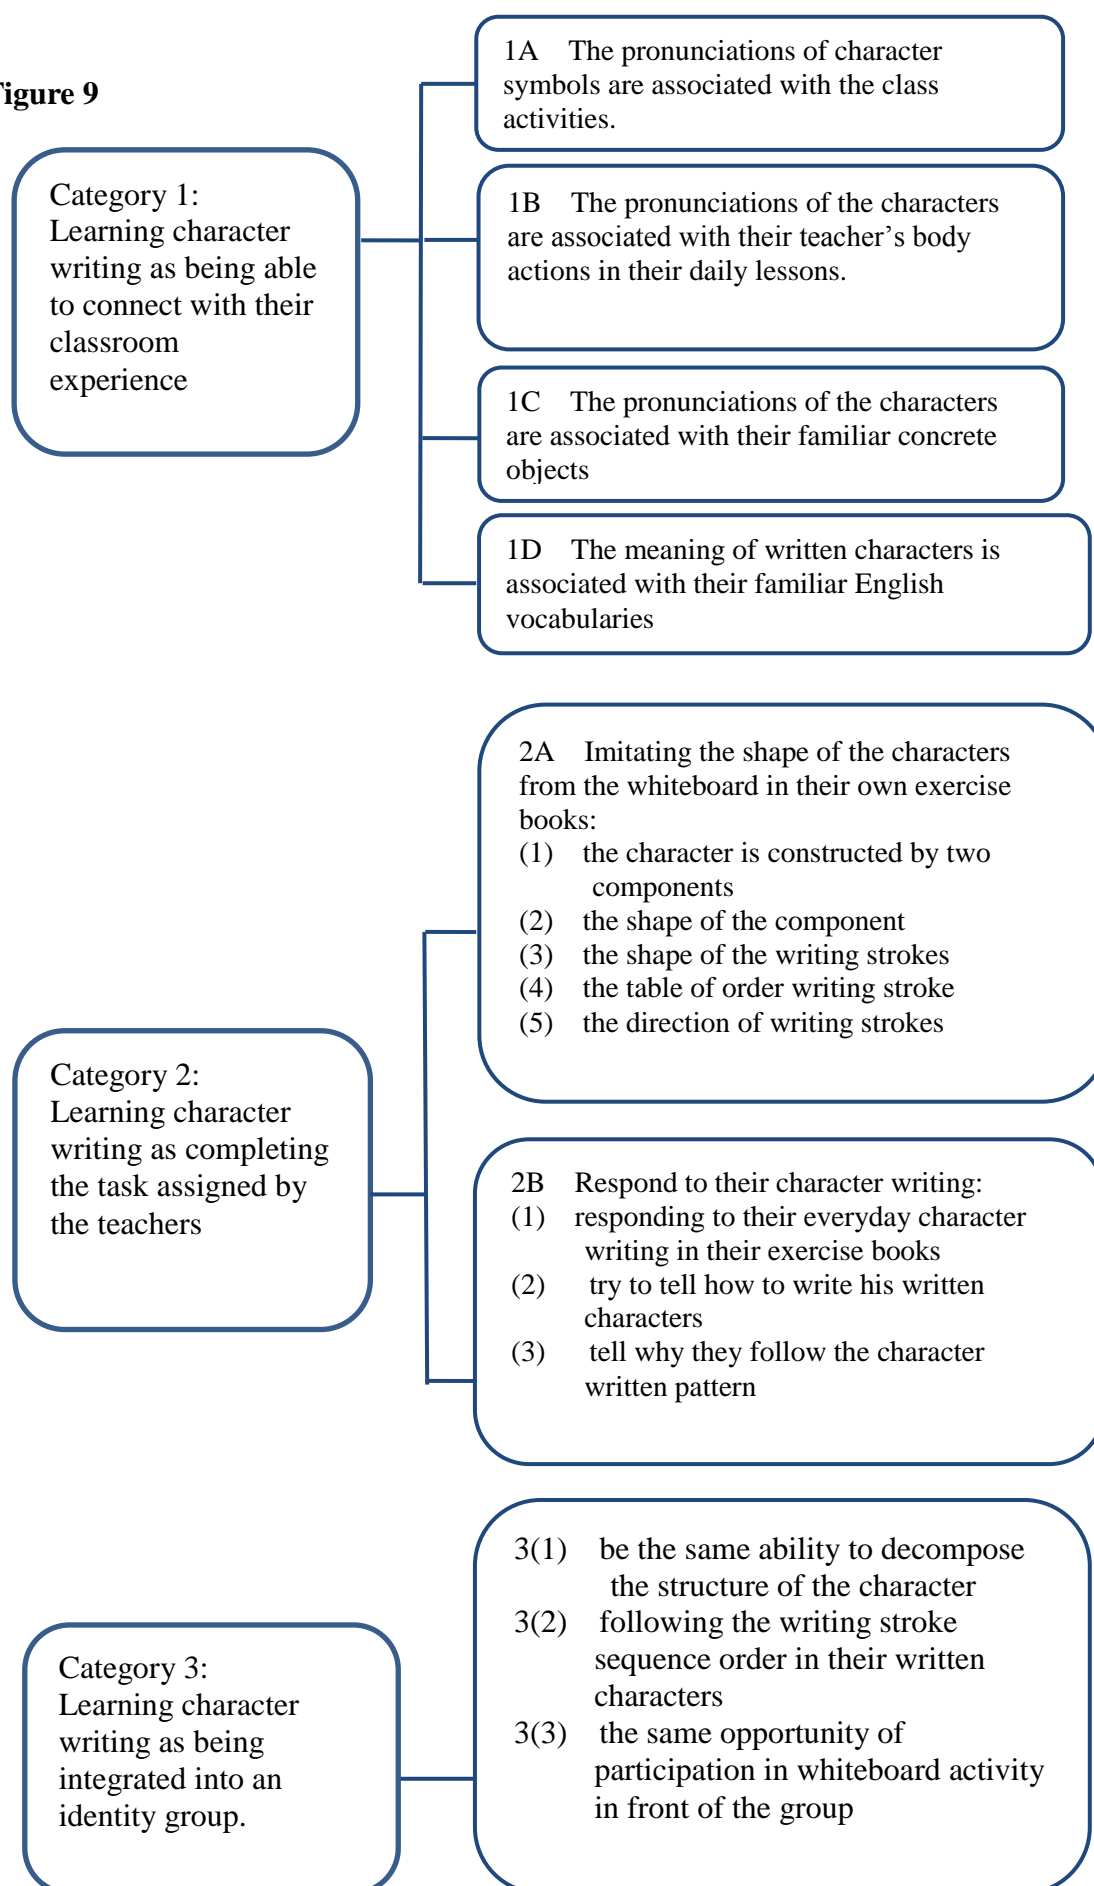 Figure 9
1A The pronunciations of character
symbols are associated with the class
activities.
Category 1:
Learning character
writing as being able
to connect with their
classroom
experience
1B The pronunciations of the characters
are associated with their teacher’s body
actions in their daily lessons.
1C The pronunciations of the characters
are associated with their familiar concrete
objects
1D The meaning of written characters is
associated with their familiar English
vocabularies
2A Imitating the shape of the characters
from the whiteboard in their own exercise
books:
(1) the character is constructed by two
components
(2) the shape of the component
(3) the shape of the writing strokes
(4) the table of order writing stroke
(5) the direction of writing strokes
Category 2:
Learning character
writing as completing
the task assigned by
the teachers
2B Respond to their character writing:
(1) responding to their everyday character
writing in their exercise books
(2) try to tell how to write his written
characters
(3) tell why they follow the character
written pattern
3(1) be the same ability to decompose
the structure of the character
3(2) following the writing stroke
sequence order in their written
characters
3(3) the same opportunity of
participation in whiteboard activity
in front of the group
Category 3:
Learning character
writing as being
integrated into an
identity group.